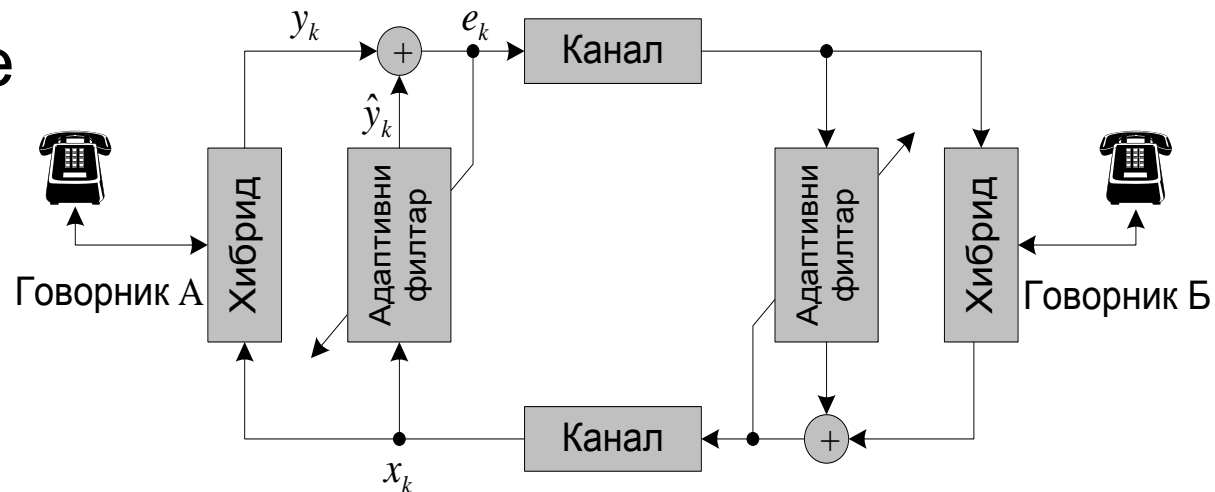 e
y_k
e_k
+
Канал
ŷ_k
Хибрид
Адаптивни
филтар
Адаптивни
филтар
Хибрид
Говорник А
Говорник Б
Канал
+
x_k